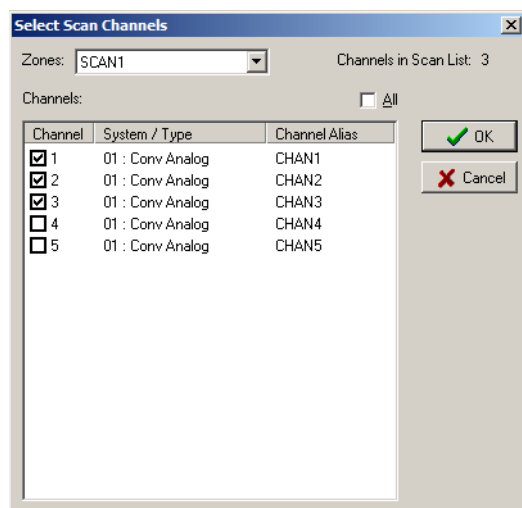 Select Scan Channels
Zones: SCAN1 Channels in Scan List: 3
Channels: All
Channel System / Type Channel Alias OK
1 01 : Conv Analog CHAN1
2 01 : Conv Analog CHAN2 Cancel
3 01 : Conv Analog CHAN3
4 01 : Conv Analog CHAN4
5 01 : Conv Analog CHAN5